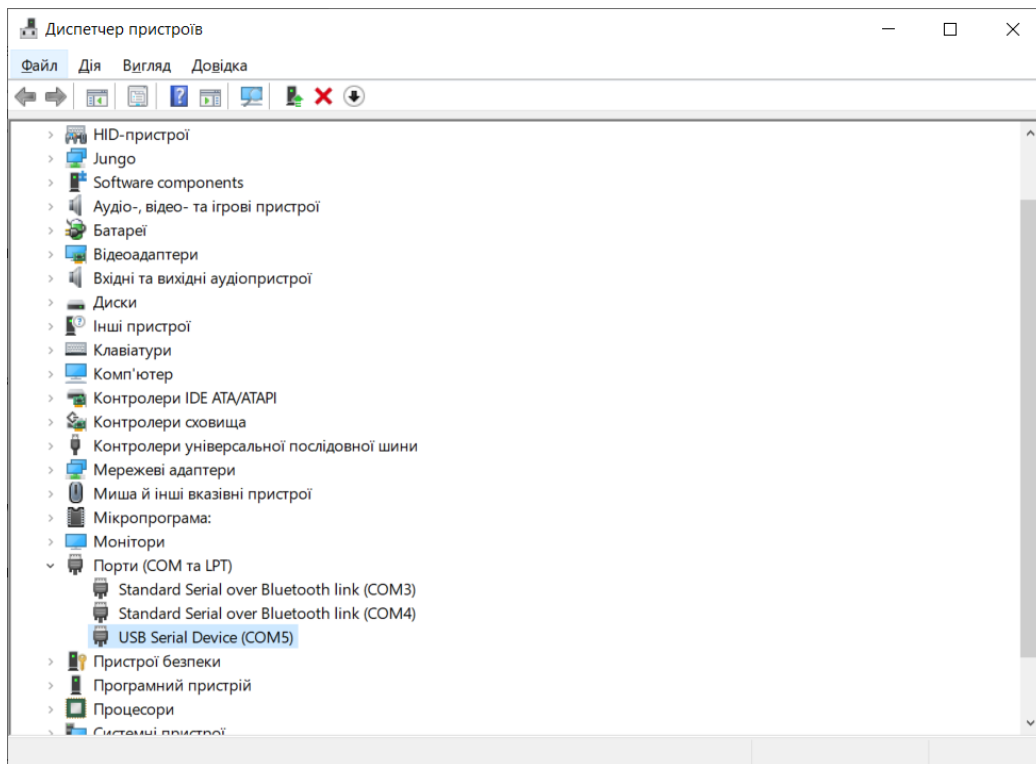 Диспетчер пристроїв
Файл Дія Вигляд Довідка
HID-пристрої
Jungo
Software components
Аудіо-, відео- та ігрові пристрої
Батареї
Відеоадаптери
Вхідні та вихідні аудіопристрої
Диски
Інші пристрої
Клавіатури
Комп'ютер
Контролери IDE ATA/ATAPI
Контролери сховища
Контролери універсальної послідовної шини
Мережеві адаптери
Миша й інші вказівні пристрої
Мікропрограма:
Монітори
Порти (COM та LPT)
Standard Serial over Bluetooth link (COM3)
Standard Serial over Bluetooth link (COM4)
USB Serial Device (COM5)
Пристрої безпеки
Програмний пристрій
Процесори
Системні пристрої